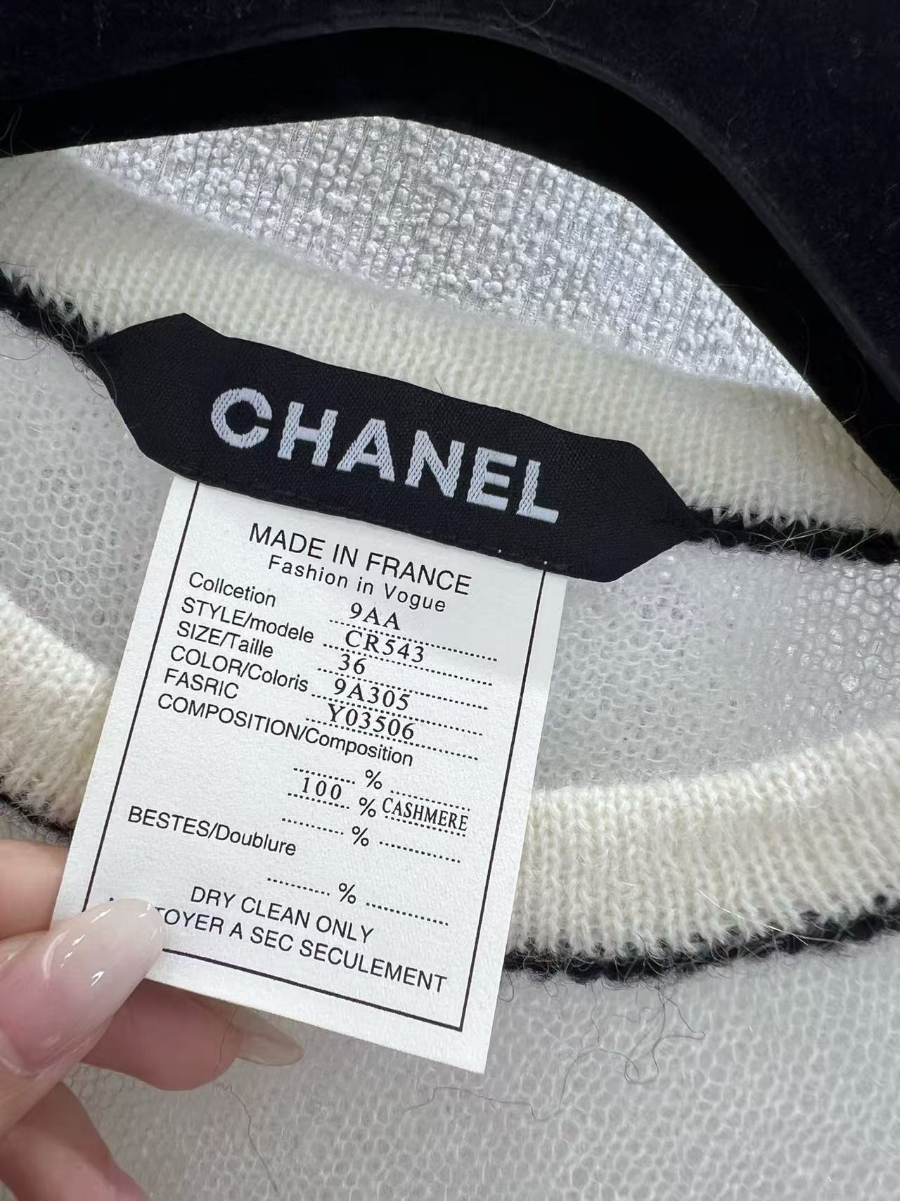 CHANEL
MADE IN FRANCE
Fashion in Vogue
Collcetion 9AA
STYLE/modele CR543
SIZE/Taille 36
COLOR/Coloris 9A305
FASRIC Y03506
COMPOSITION/Composition
%
100 % CASHMERE
%
BESTES/Doublure
%
DRY CLEAN ONLY
TOYER A SEC SECULEMENT